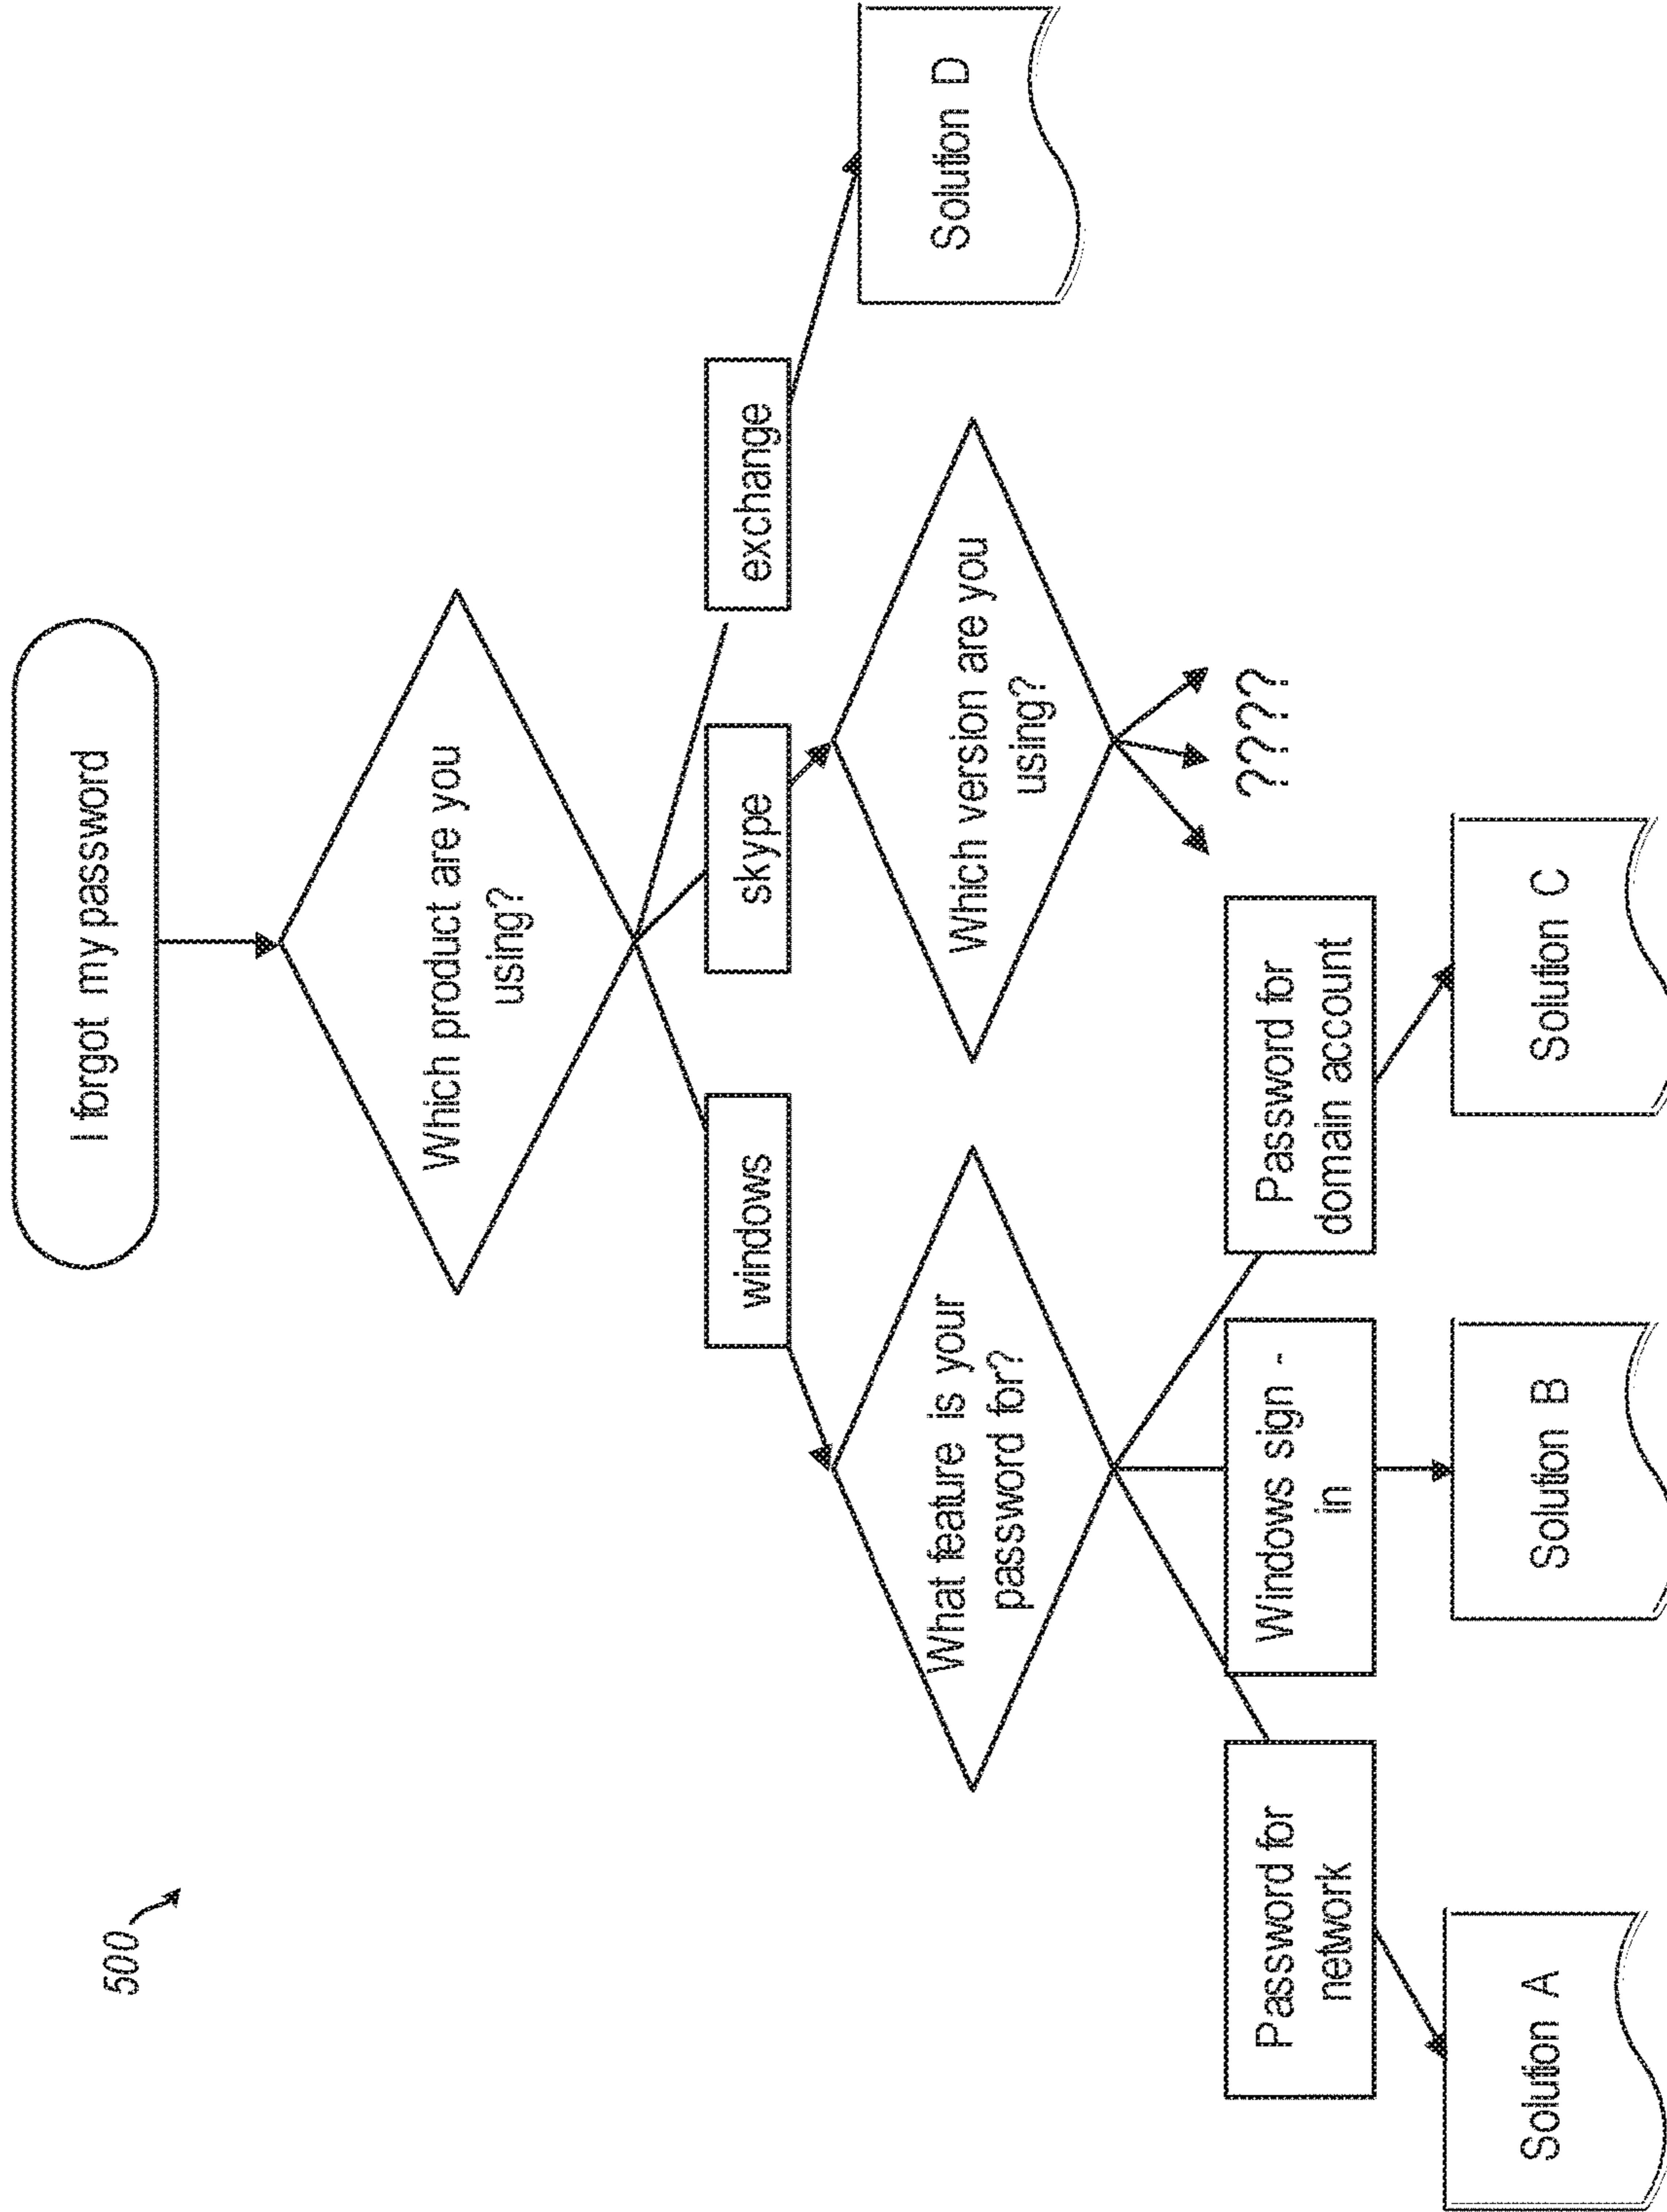 500
I forgot my password
Which product are you
using?
windows
skype
exchange
What feature is your
password for?
Which version are you
using?
Solution D
????
Password for
network
Windows sign -
in
Password for
domain account
Solution A
Solution B
Solution C